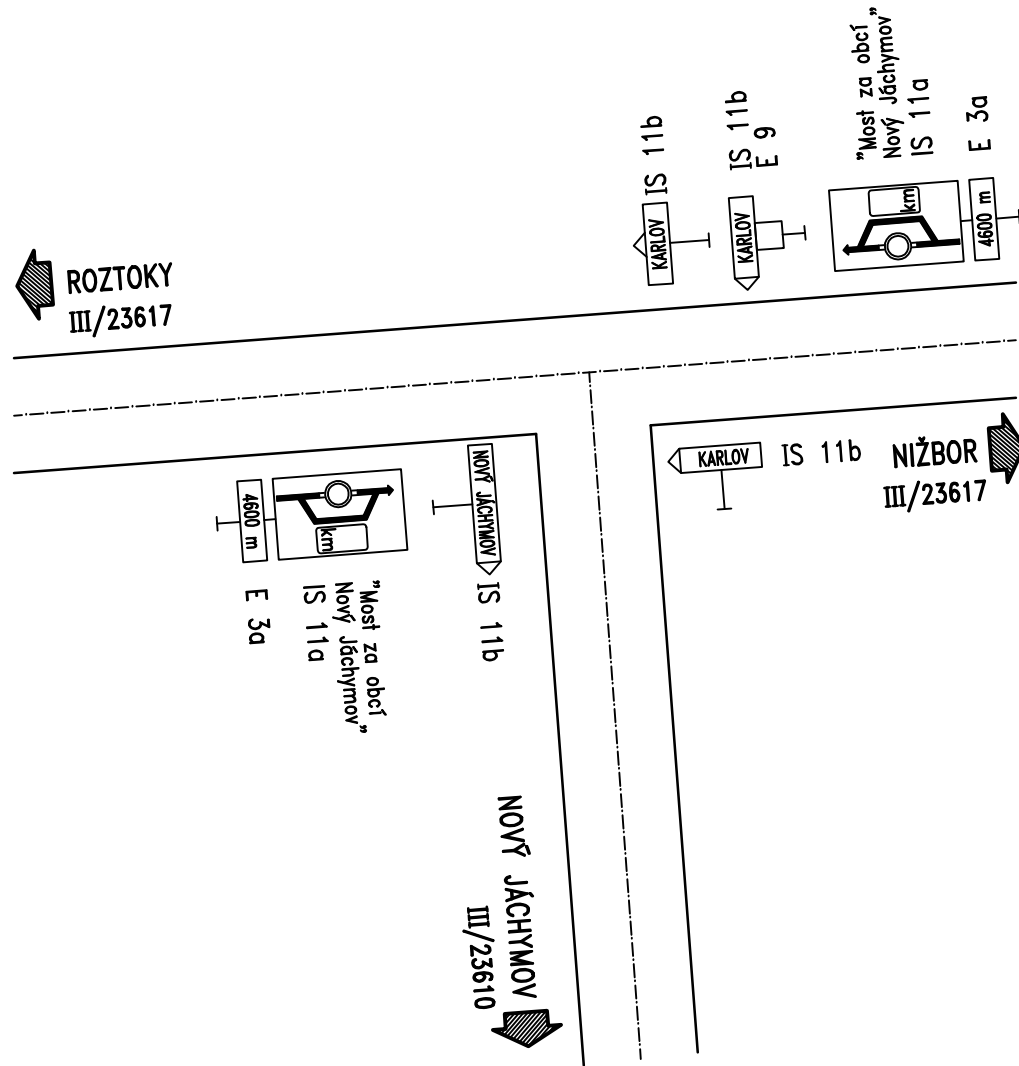 "Most za obcí
Nový Jáchymov"
IS 11a
E 3a
IS 11b
E 9
IS 11b
KARLOV
KARLOV
km
4600 m
ROZTOKY
III/23617
KARLOV
IS 11b
NIŽBOR
III/23617
NOVÝ JÁCHYMOV
IS 11b
4600 m
km
E 3a
IS 11a
"Most za obcí
Nový Jáchymov"
NOVÝ JÁCHYMOV
III/23610